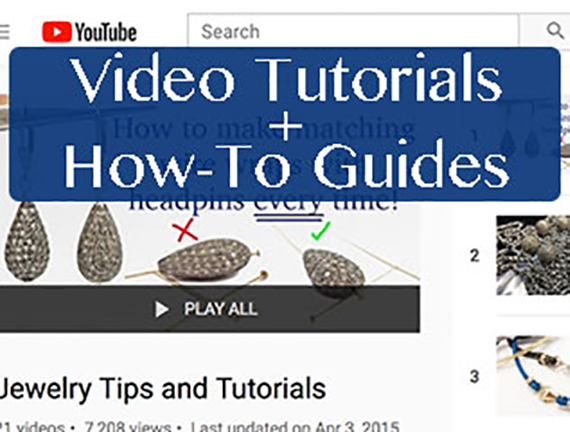 YouTube
Search
Video Tutorials
+
How-To Guides
How to make matching
headpins every time!
PLAY ALL
1
2
3
Jewelry Tips and Tutorials
21 videos • 7,208 views • Last updated on Apr 3, 2015